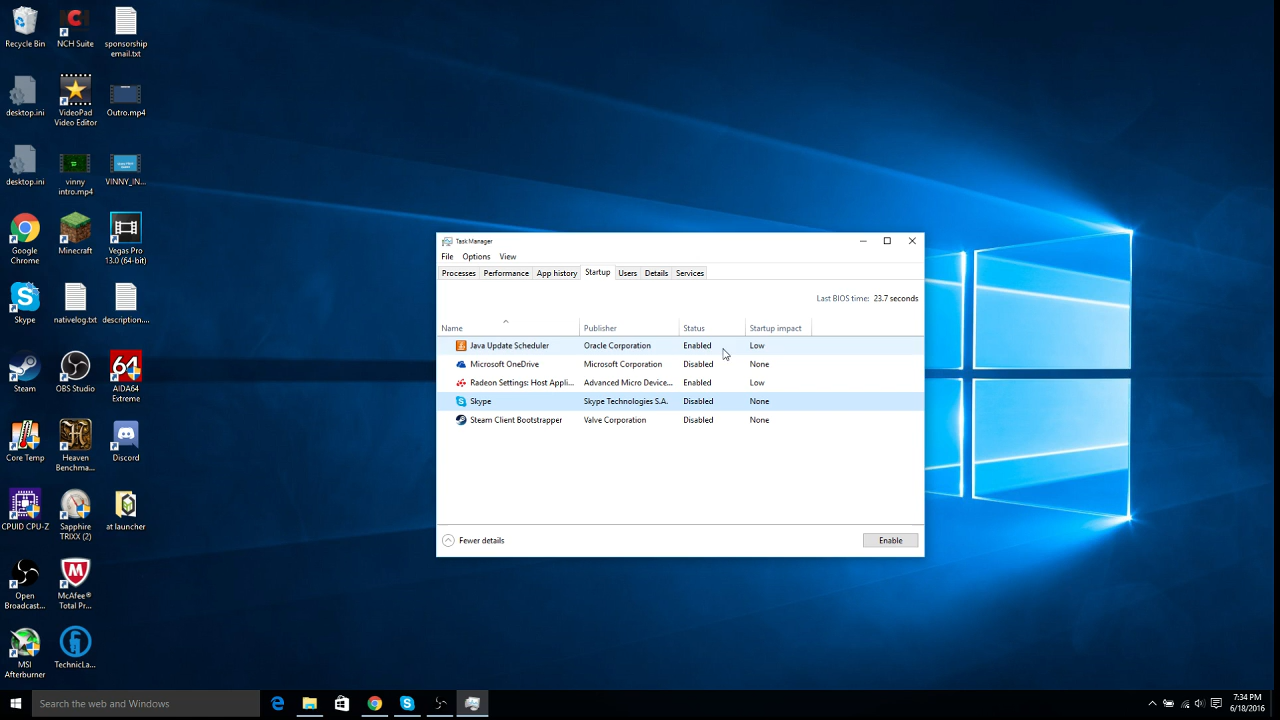 Recycle Bin
NCH Suite
sponsorship
email.txt
desktop.ini
VideoPad
Video Editor
Outro.mp4
desktop.ini
vinny
intro.mp4
VINNY_IN...
Google
Chrome
Minecraft
Vegas Pro
13.0 (64-bit)
Skype
nativelog.txt
description....
Steam
OBS Studio
64
AIDA64
Extreme
Core Temp
Heaven
Benchma...
Discord
CPUID CPU-Z
Sapphire
TRIXX (2)
at launcher
Open
Broadcast...
McAfee®
Total Pr...
MSI
Afterburner
TechnicLa...
Task Manager
File Options View
Processes Performance App history Startup Users Details Services
Last BIOS time: 23.7 seconds
Name Publisher Status Startup impact
Java Update Scheduler Oracle Corporation Enabled Low
Microsoft OneDrive Microsoft Corporation Disabled None
Radeon Settings: Host Appli... Advanced Micro Device... Enabled Low
Skype Skype Technologies S.A. Disabled None
Steam Client Bootstrapper Valve Corporation Disabled None
Fewer details
Enable
Search the web and Windows
7:34 PM
6/18/2016